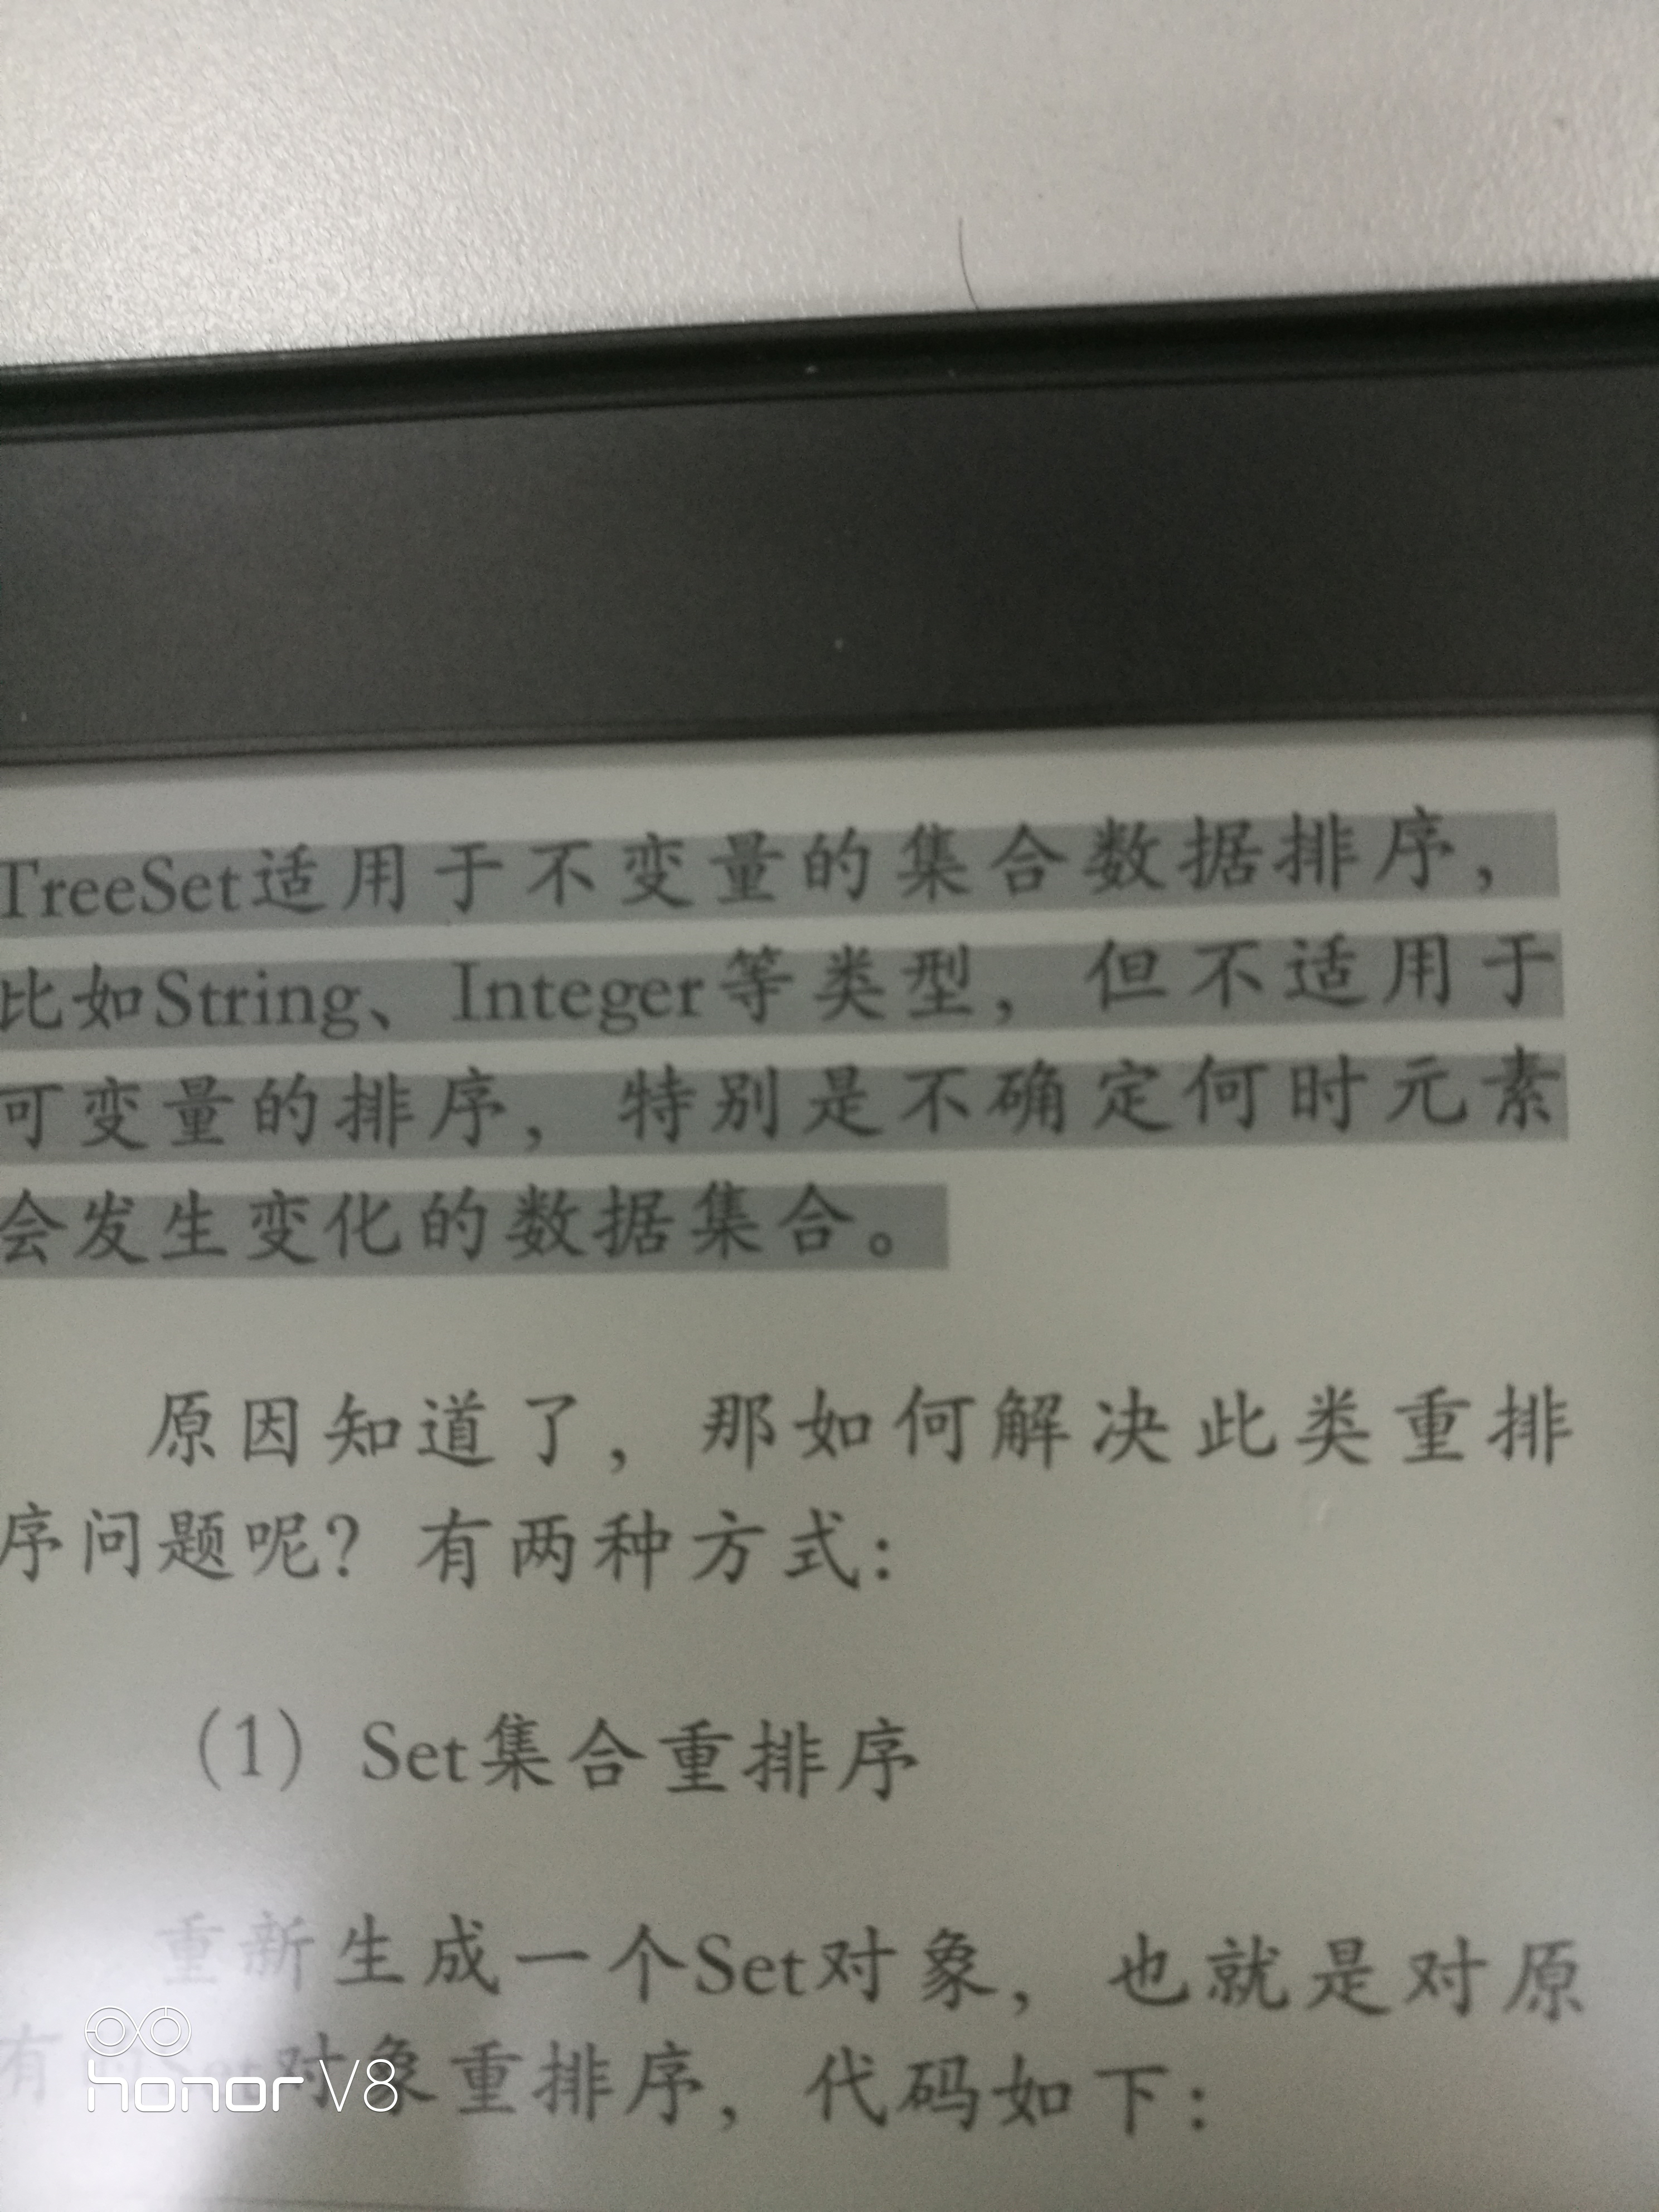 TreeSet适用于不变量的集合数据排序，
比如String、Integer等类型，但不适用于
可变量的排序，特别是不确定何时元素
会发生变化的数据集合。
原因知道了，那如何解决此类重排
序问题呢？有两种方式：
（1）Set集合重排序
重新生成一个Set对象，也就是对原
有的Set对象重排序，代码如下：
honor V8